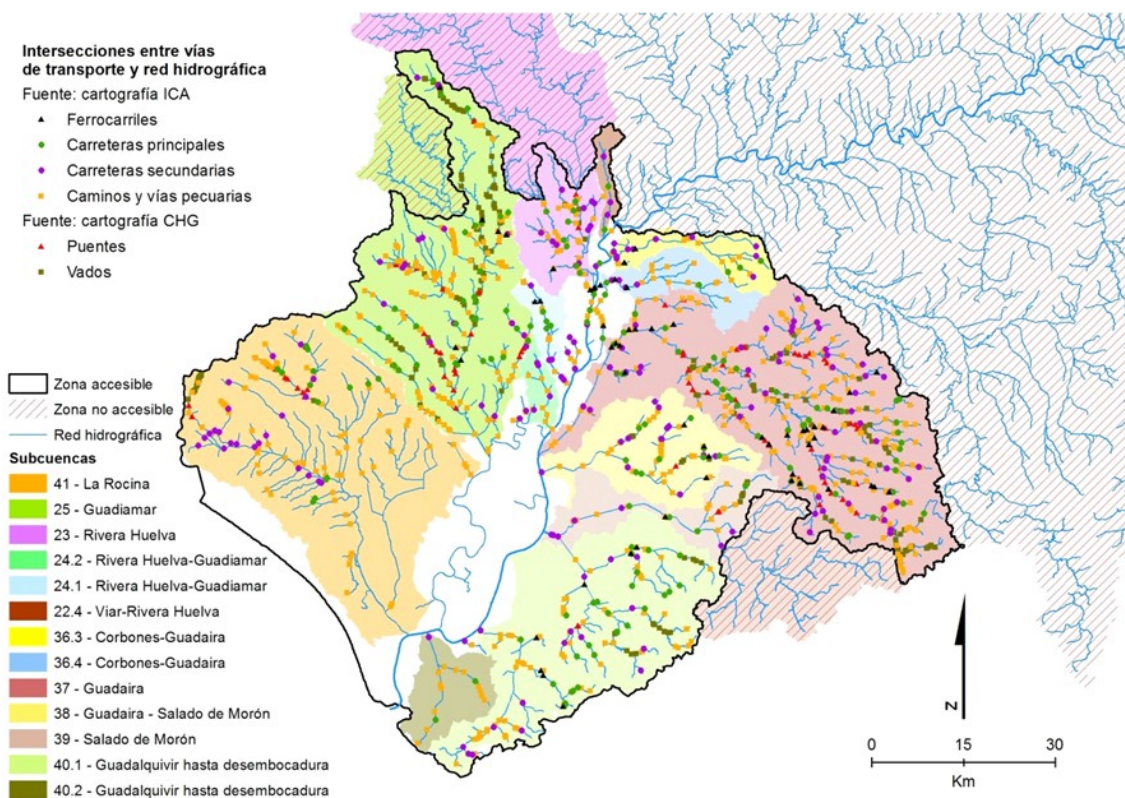 Intersecciones entre vías
de transporte y red hidrográfica
Fuente: cartografía ICA
Ferrocarriles
Carreteras principales
Carreteras secundarias
Caminos y vías pecuarias
Fuente: cartografía CHG
Puentes
Vados
Zona accesible
Zona no accesible
Red hidrográfica
Subcuencas
41 - La Rocina
25 - Guadiamar
23 - Rivera Huelva
24.2 - Rivera Huelva-Guadiamar
24.1 - Rivera Huelva-Guadiamar
22.4 - Viar-Rivera Huelva
36.3 - Corbones-Guadaira
36.4 - Corbones-Guadaira
37 - Guadaira
38 - Guadaira - Salado de Morón
39 - Salado de Morón
40.1 - Guadalquivir hasta desembocadura
40.2 - Guadalquivir hasta desembocadura
N
0 15 30
Km